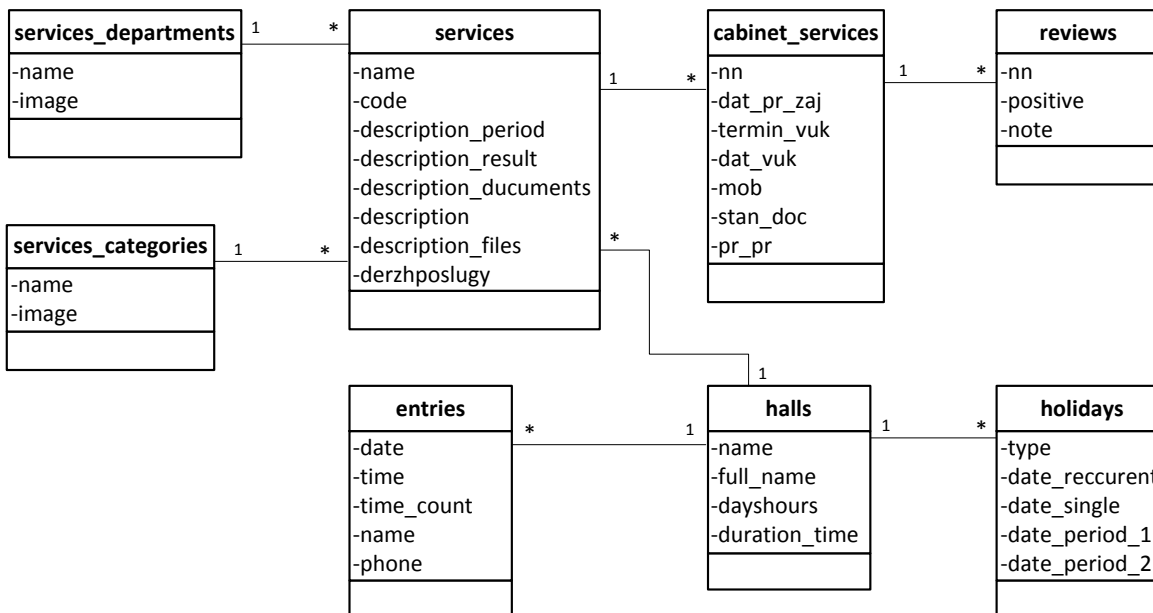 services_departments
-name
-image
1
*
services
-name
-code
-description_period
-description_result
-description_ducuments
-description
-description_files
-derzhposlugy
1
*
cabinet_services
-nn
-dat_pr_zaj
-termin_vuk
-dat_vuk
-mob
-stan_doc
-pr_pr
1
*
reviews
-nn
-positive
-note
services_categories
-name
-image
1
*
*
1
entries
-date
-time
-time_count
-name
-phone
*
1
halls
-name
-full_name
-dayshours
-duration_time
1
*
holidays
-type
-date_reccurent
-date_single
-date_period_1
-date_period_2